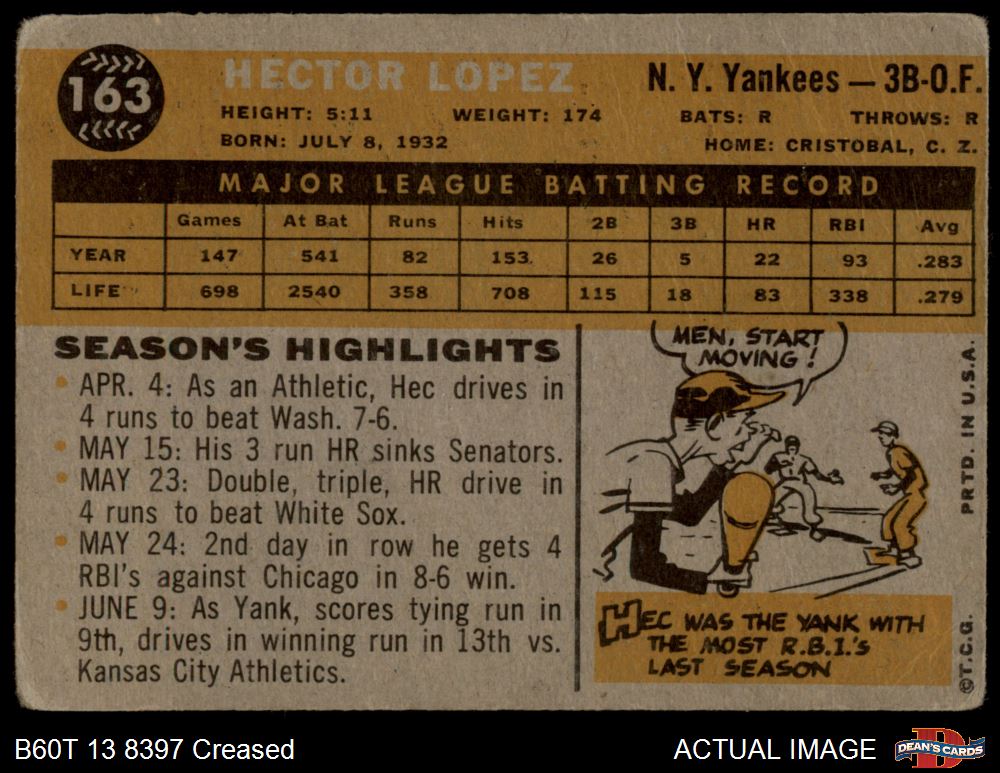 163
HECTOR LOPEZ
N. Y. Yankees — 3B-O.F.
HEIGHT: 5:11 WEIGHT: 174 BATS: R THROWS: R
BORN: JULY 8, 1932 HOME: CRISTOBAL, C. Z.
MAJOR LEAGUE BATTING RECORD
Games At Bat Runs Hits 2B 3B HR RBI Avg
YEAR 147 541 82 153 26 5 22 93 .283
LIFE 698 2540 358 708 115 18 83 338 .279
SEASON'S HIGHLIGHTS
• APR. 4: As an Athletic, Hec drives in
4 runs to beat Wash. 7-6.
• MAY 15: His 3 run HR sinks Senators.
• MAY 23: Double, triple, HR drive in
4 runs to beat White Sox.
• MAY 24: 2nd day in row he gets 4
RBI's against Chicago in 8-6 win.
• JUNE 9: As Yank, scores tying run in
9th, drives in winning run in 13th vs.
Kansas City Athletics.
MEN, START
MOVING!
HEC WAS THE YANK WITH
THE MOST R.B.I.'s
LAST SEASON
PRTD. IN U.S.A.
©T.C.G.
B60T 13 8397 Creased
ACTUAL IMAGE
D
DEAN'S CARDS